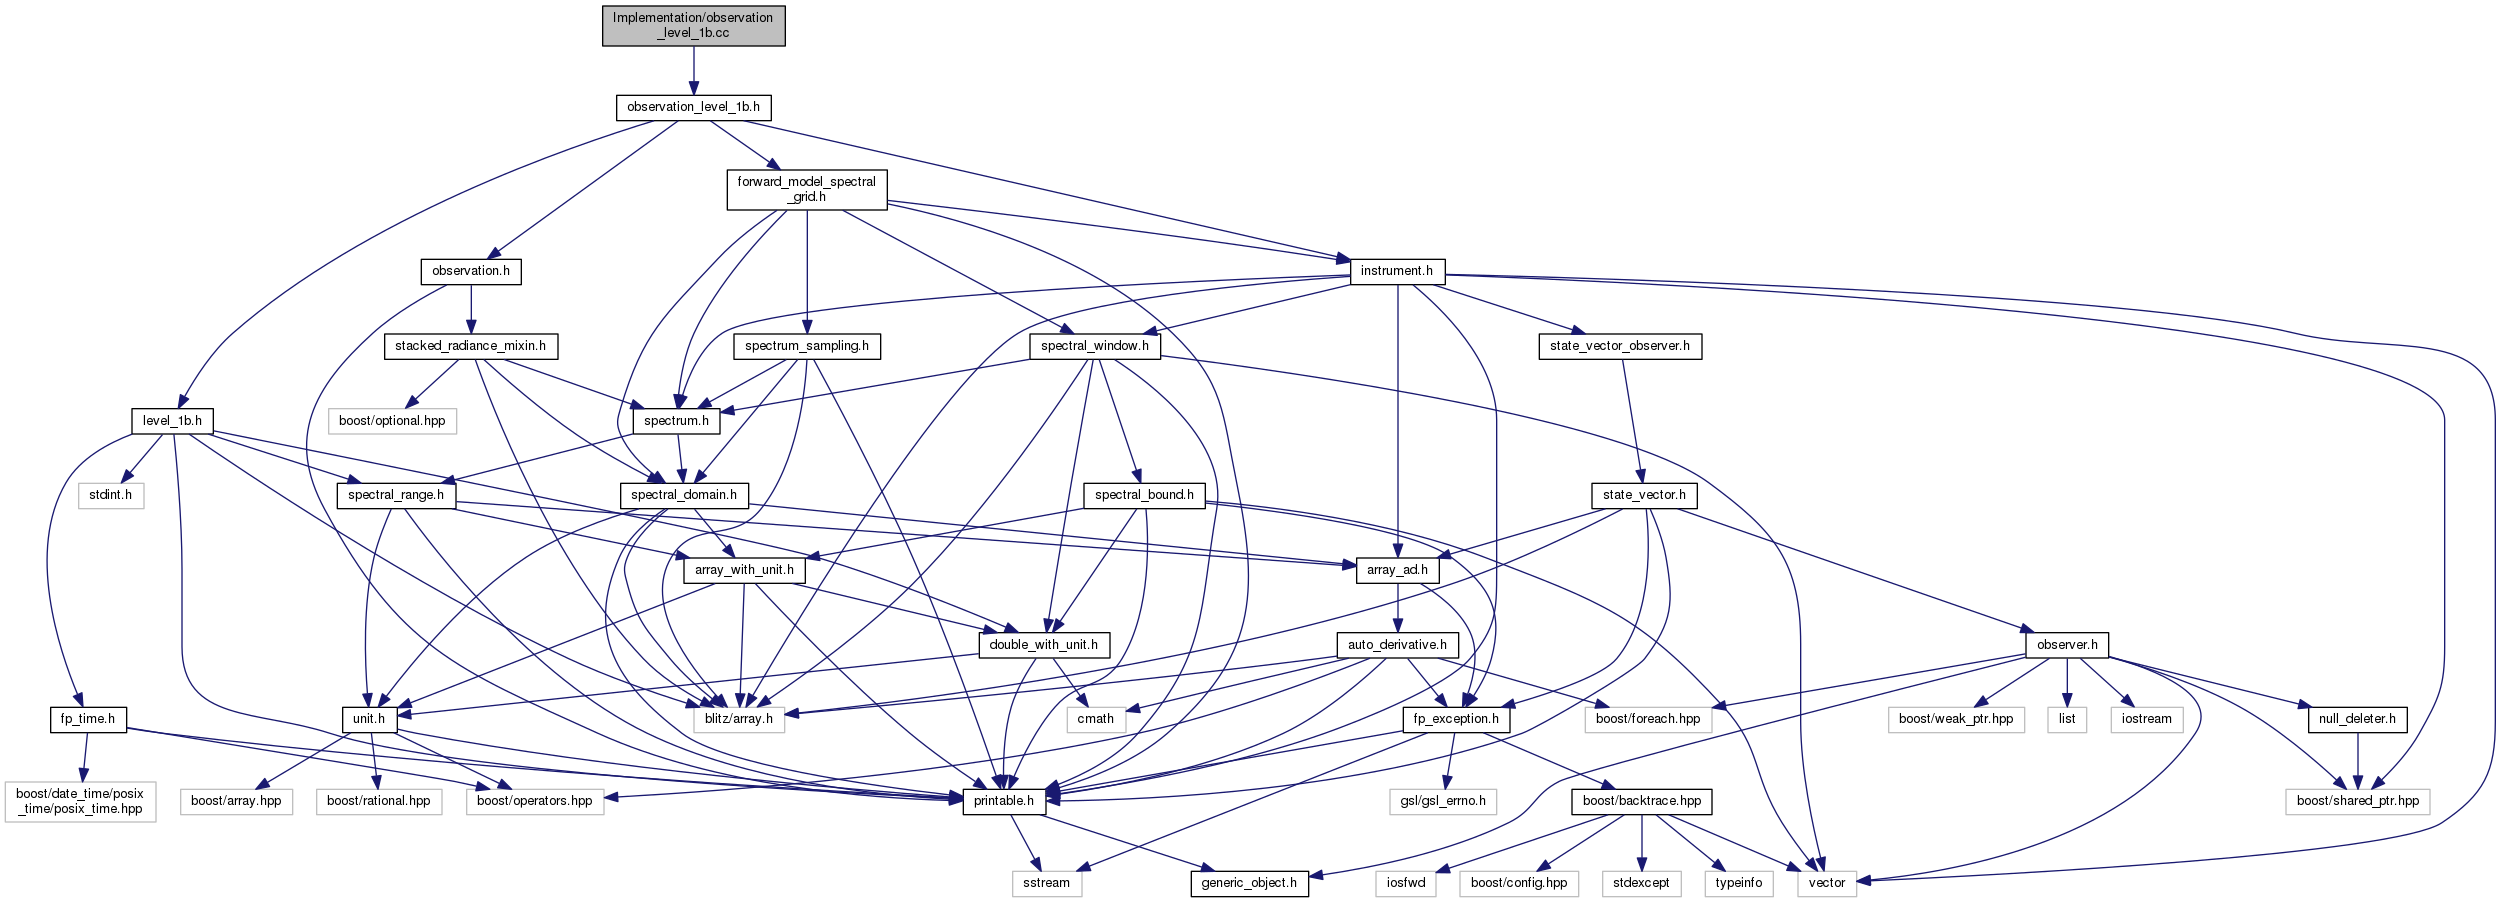 Implementation/observation
_level_1b.cc
observation_level_1b.h
forward_model_spectral
_grid.h
observation.h
instrument.h
stacked_radiance_mixin.h
spectrum_sampling.h
spectral_window.h
state_vector_observer.h
level_1b.h
boost/optional.hpp
spectrum.h
stdint.h
spectral_range.h
spectral_domain.h
spectral_bound.h
state_vector.h
array_with_unit.h
array_ad.h
double_with_unit.h
auto_derivative.h
observer.h
fp_time.h
unit.h
blitz/array.h
cmath
fp_exception.h
boost/foreach.hpp
boost/weak_ptr.hpp
list
iostream
null_deleter.h
boost/date_time/posix
_time/posix_time.hpp
boost/array.hpp
boost/rational.hpp
boost/operators.hpp
printable.h
gsl/gsl_errno.h
boost/backtrace.hpp
boost/shared_ptr.hpp
sstream
generic_object.h
iosfwd
boost/config.hpp
stdexcept
typeinfo
vector